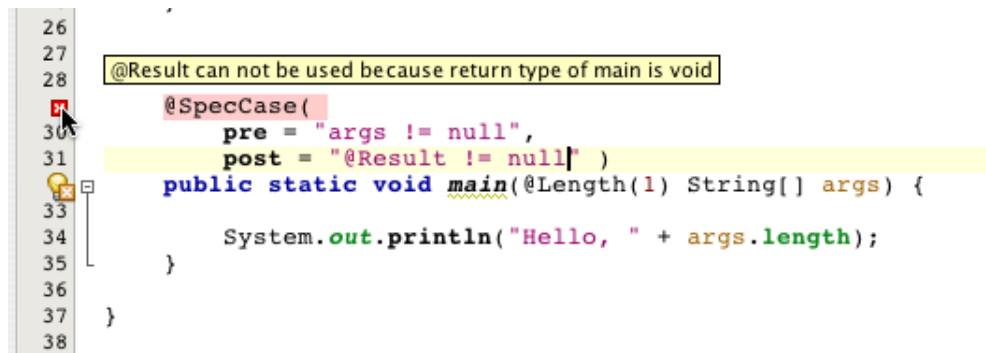 26
27
@Result can not be used because return type of main is void
28
@SpecCase(
30 pre = "args != null",
31 post = "@Result != null" )
public static void main(@Length(1) String[] args) {
33
34 System.out.println("Hello, " + args.length);
35 }
36
37 }
38